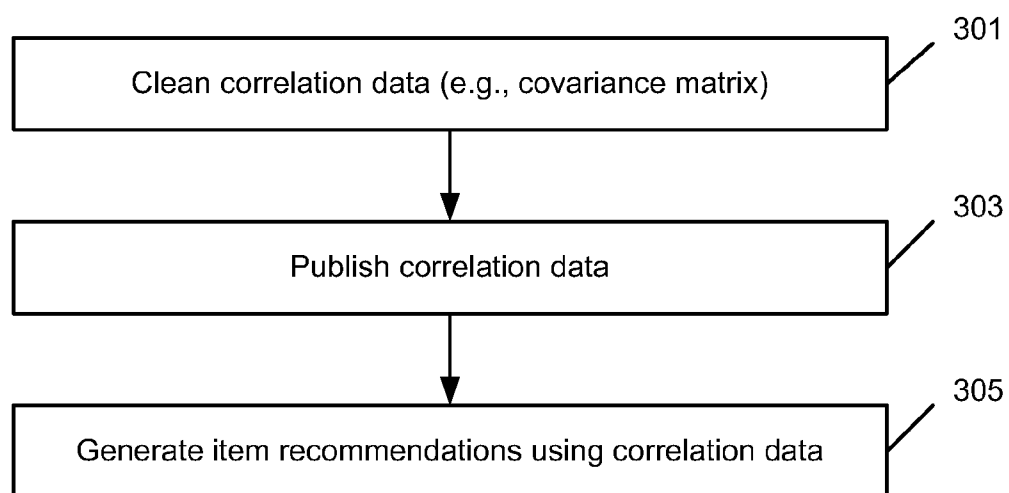 301
Clean correlation data (e.g., covariance matrix)
303
Publish correlation data
305
Generate item recommendations using correlation data